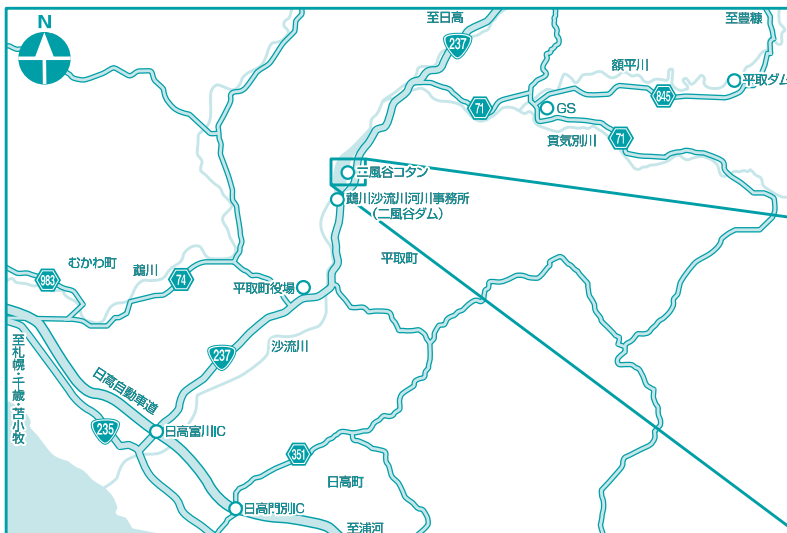 N
至日高
至豊糠
237
額平川
平取ダム
71
845
GS
71
貫気別川
二風谷コタン
鵡川沙流川河川事務所
（二風谷ダム）
むかわ町
鵡川
平取町
983
74
平取町役場
至札幌・千歳・苫小牧
沙流川
237
日高自動車道
235
日高富川IC
351
日高町
日高門別IC
至浦河